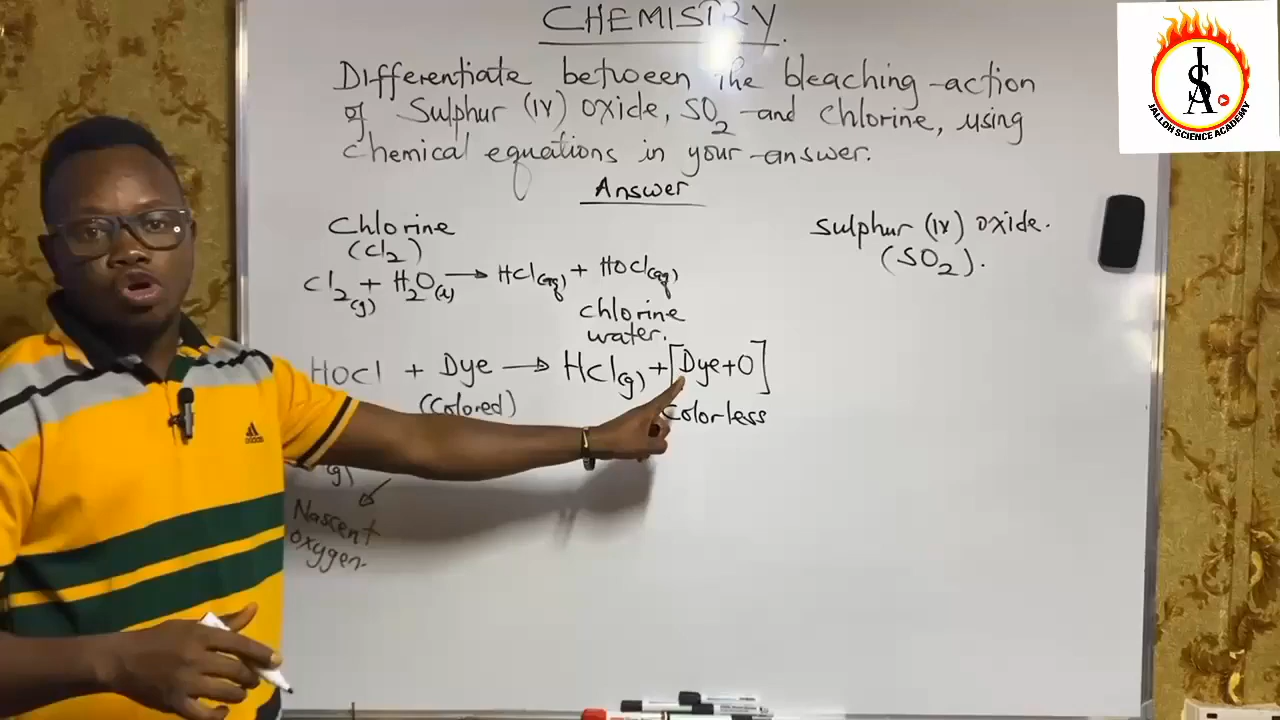 CHEMISTRY
Differentiate between the bleaching action
of Sulphur (IV) oxide, SO₂ and Chlorine, using
chemical equations in your answer.
Answer
Chlorine
(Cl₂)
Cl₂(g) + H₂O(l) → HCl(aq) + HOCl(aq)
chlorine
water.
HOCl + Dye → HCl(g) + [Dye+O]
(Colored)
Colorless
(g)
Nascent
oxygen
Sulphur (IV) oxide.
(SO₂).
JSA
JALLOH SCIENCE ACADEMY
adidas